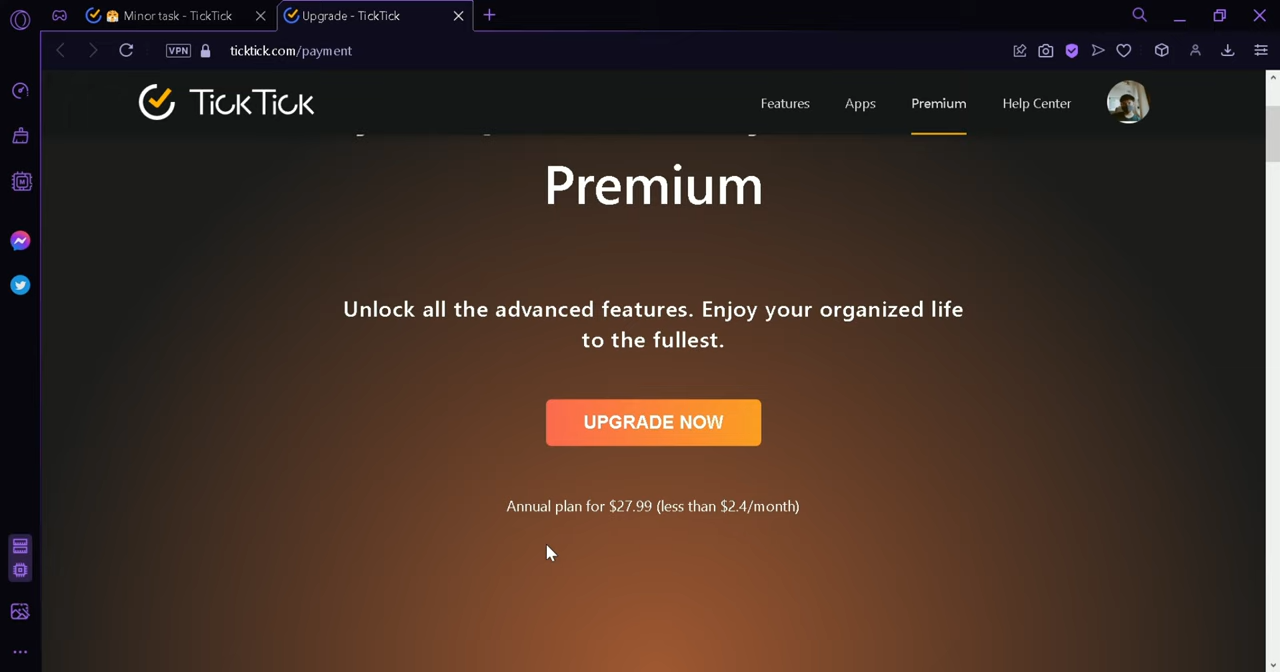 Minor task - TickTick
Upgrade - TickTick
VPN
ticktick.com/payment
TickTick
Features
Apps
Premium
Help Center
Premium
Unlock all the advanced features. Enjoy your organized life
to the fullest.
UPGRADE NOW
Annual plan for $27.99 (less than $2.4/month)